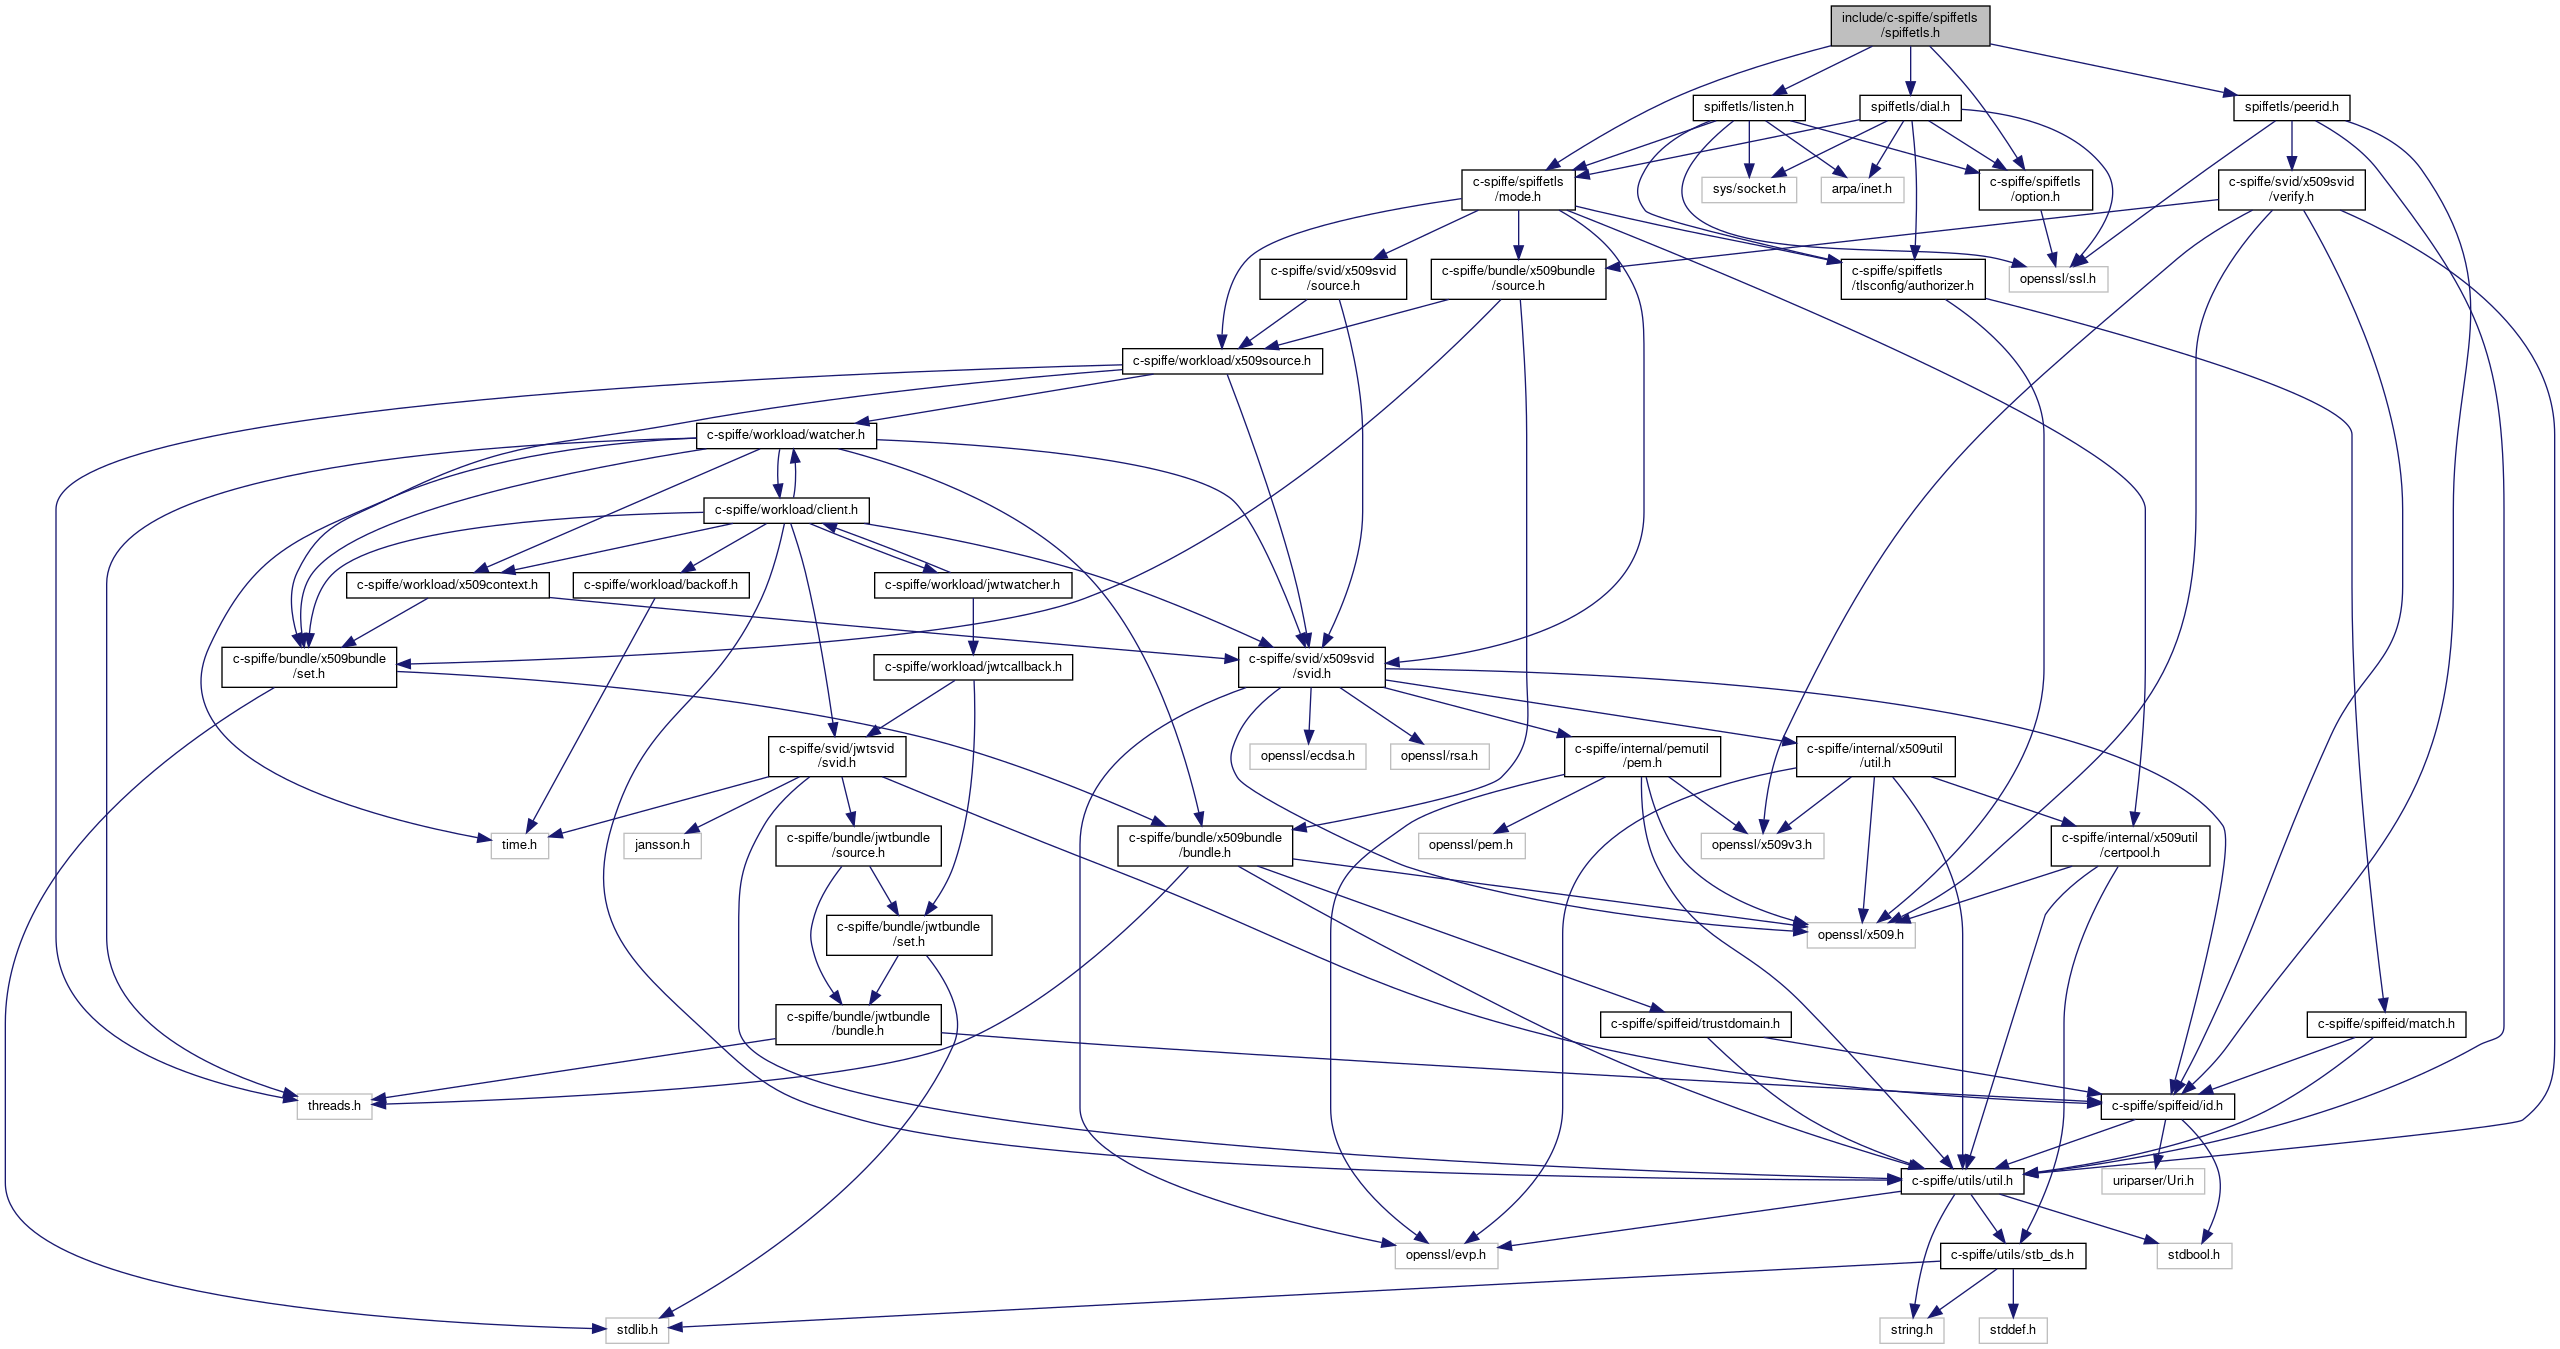 include/c-spiffe/spiffetls
/spiffetls.h
spiffetls/listen.h
spiffetls/dial.h
spiffetls/peerid.h
c-spiffe/spiffetls
/mode.h
sys/socket.h
arpa/inet.h
c-spiffe/spiffetls
/option.h
c-spiffe/svid/x509svid
/verify.h
c-spiffe/svid/x509svid
/source.h
c-spiffe/bundle/x509bundle
/source.h
c-spiffe/spiffetls
/tlsconfig/authorizer.h
openssl/ssl.h
c-spiffe/workload/x509source.h
c-spiffe/workload/watcher.h
c-spiffe/workload/client.h
c-spiffe/workload/x509context.h
c-spiffe/workload/backoff.h
c-spiffe/workload/jwtwatcher.h
c-spiffe/bundle/x509bundle
/set.h
c-spiffe/workload/jwtcallback.h
c-spiffe/svid/x509svid
/svid.h
c-spiffe/svid/jwtsvid
/svid.h
openssl/ecdsa.h
openssl/rsa.h
c-spiffe/internal/pemutil
/pem.h
c-spiffe/internal/x509util
/util.h
time.h
jansson.h
c-spiffe/bundle/jwtbundle
/source.h
c-spiffe/bundle/x509bundle
/bundle.h
openssl/pem.h
openssl/x509v3.h
c-spiffe/internal/x509util
/certpool.h
c-spiffe/bundle/jwtbundle
/set.h
openssl/x509.h
c-spiffe/bundle/jwtbundle
/bundle.h
c-spiffe/spiffeid/trustdomain.h
c-spiffe/spiffeid/match.h
threads.h
c-spiffe/spiffeid/id.h
c-spiffe/utils/util.h
uriparser/Uri.h
openssl/evp.h
c-spiffe/utils/stb_ds.h
stdbool.h
stdlib.h
string.h
stddef.h